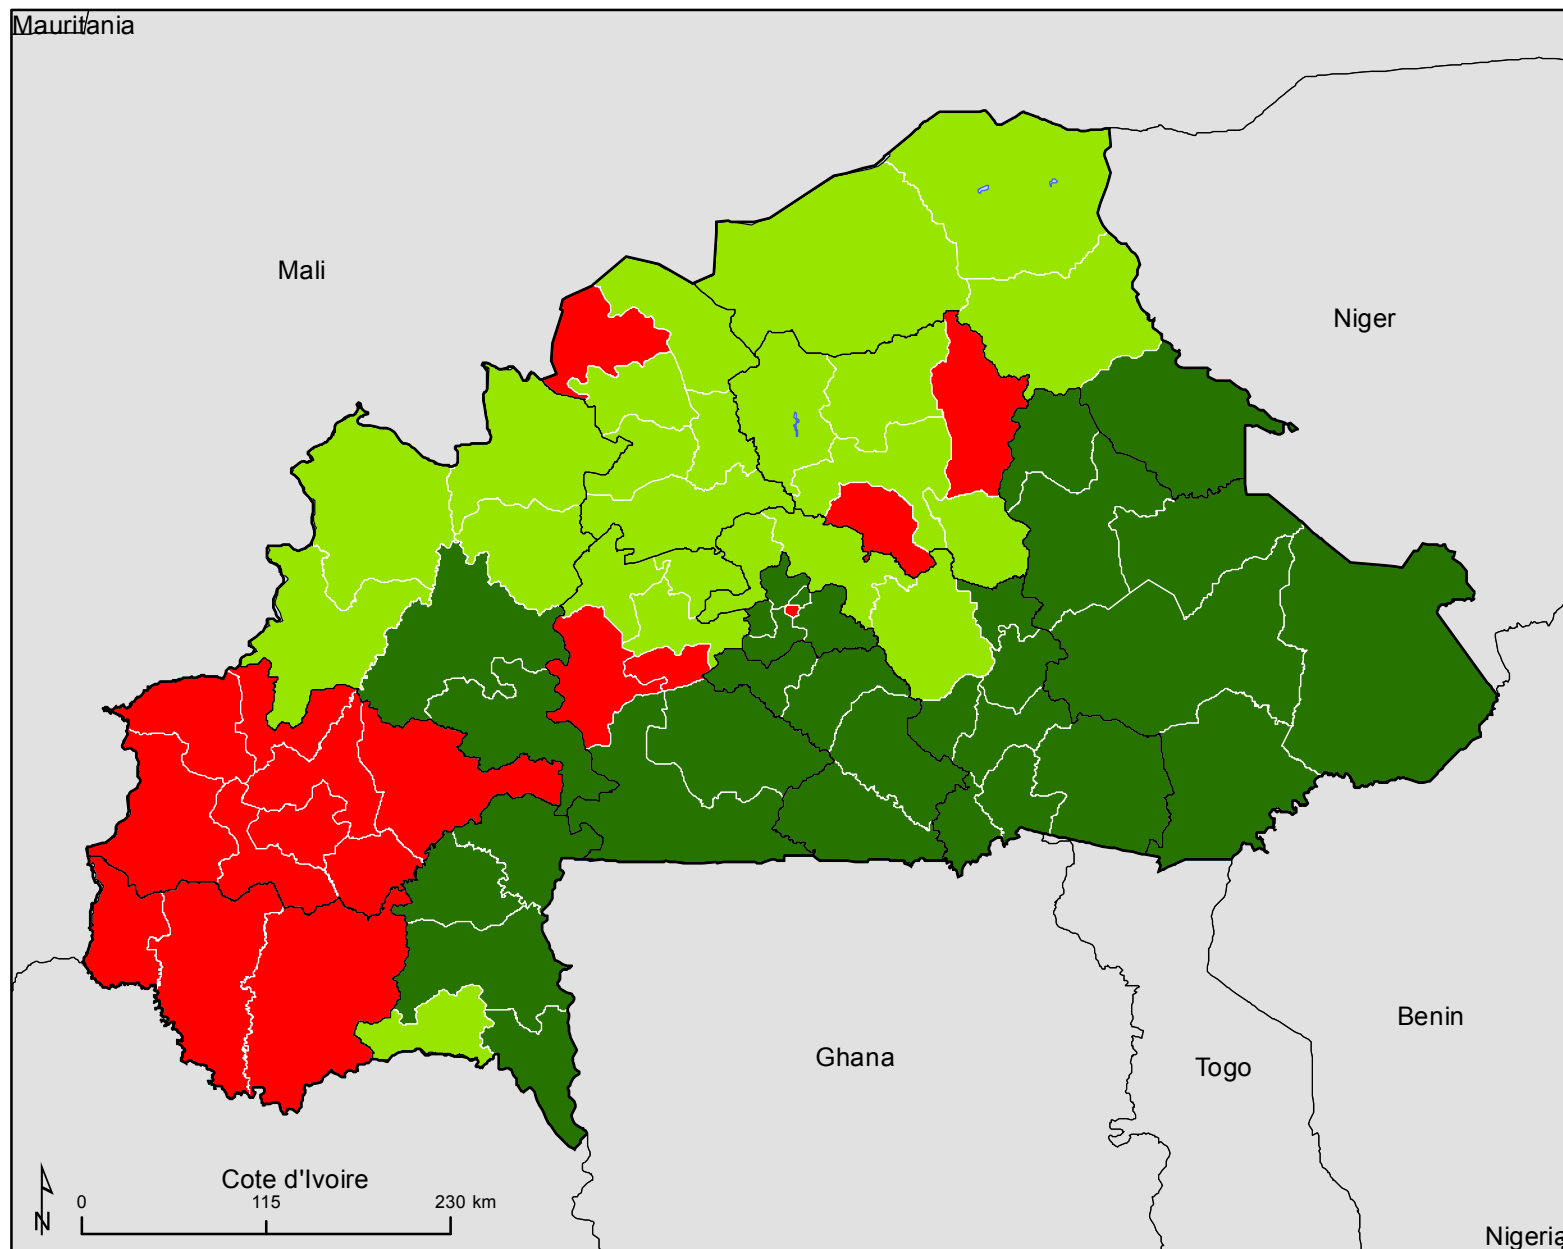 Mauritania
Mali
Niger
Benin
Ghana
Togo
Cote d'Ivoire
0 115 230 km
N
Nigeria